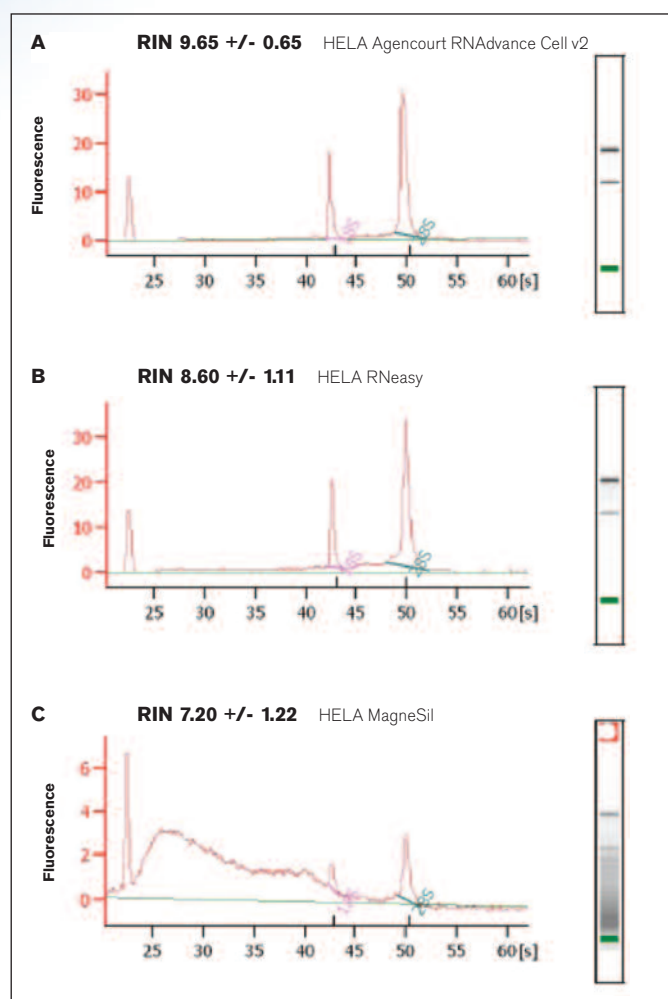 A RIN 9.65 +/- 0.65 HELA Agencourt RNAdvance Cell v2
Fluorescence
30
20
10
0
18S
28S
25 30 35 40 45 50 55 60[s]
B RIN 8.60 +/- 1.11 HELA RNeasy
Fluorescence
30
20
10
0
18S
28S
25 30 35 40 45 50 55 60[s]
C RIN 7.20 +/- 1.22 HELA MagneSil
Fluorescence
6
4
2
0
28S
25 30 35 40 45 50 55 60[s]